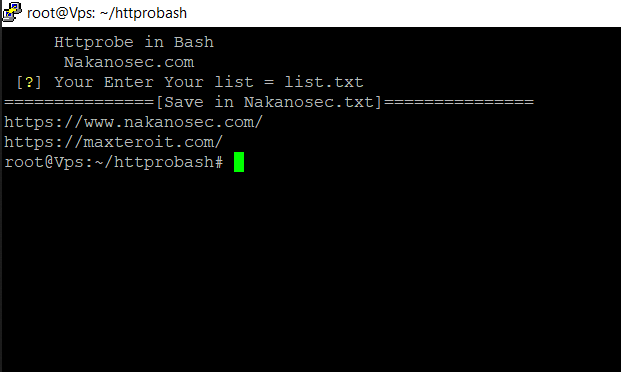 root@Vps: ~/httprobash
Httprobe in Bash
Nakanosec.com
[?] Your Enter Your list = list.txt
===============[Save in Nakanosec.txt]===============
https://www.nakanosec.com/
https://maxteroit.com/
root@Vps:~/httprobash#